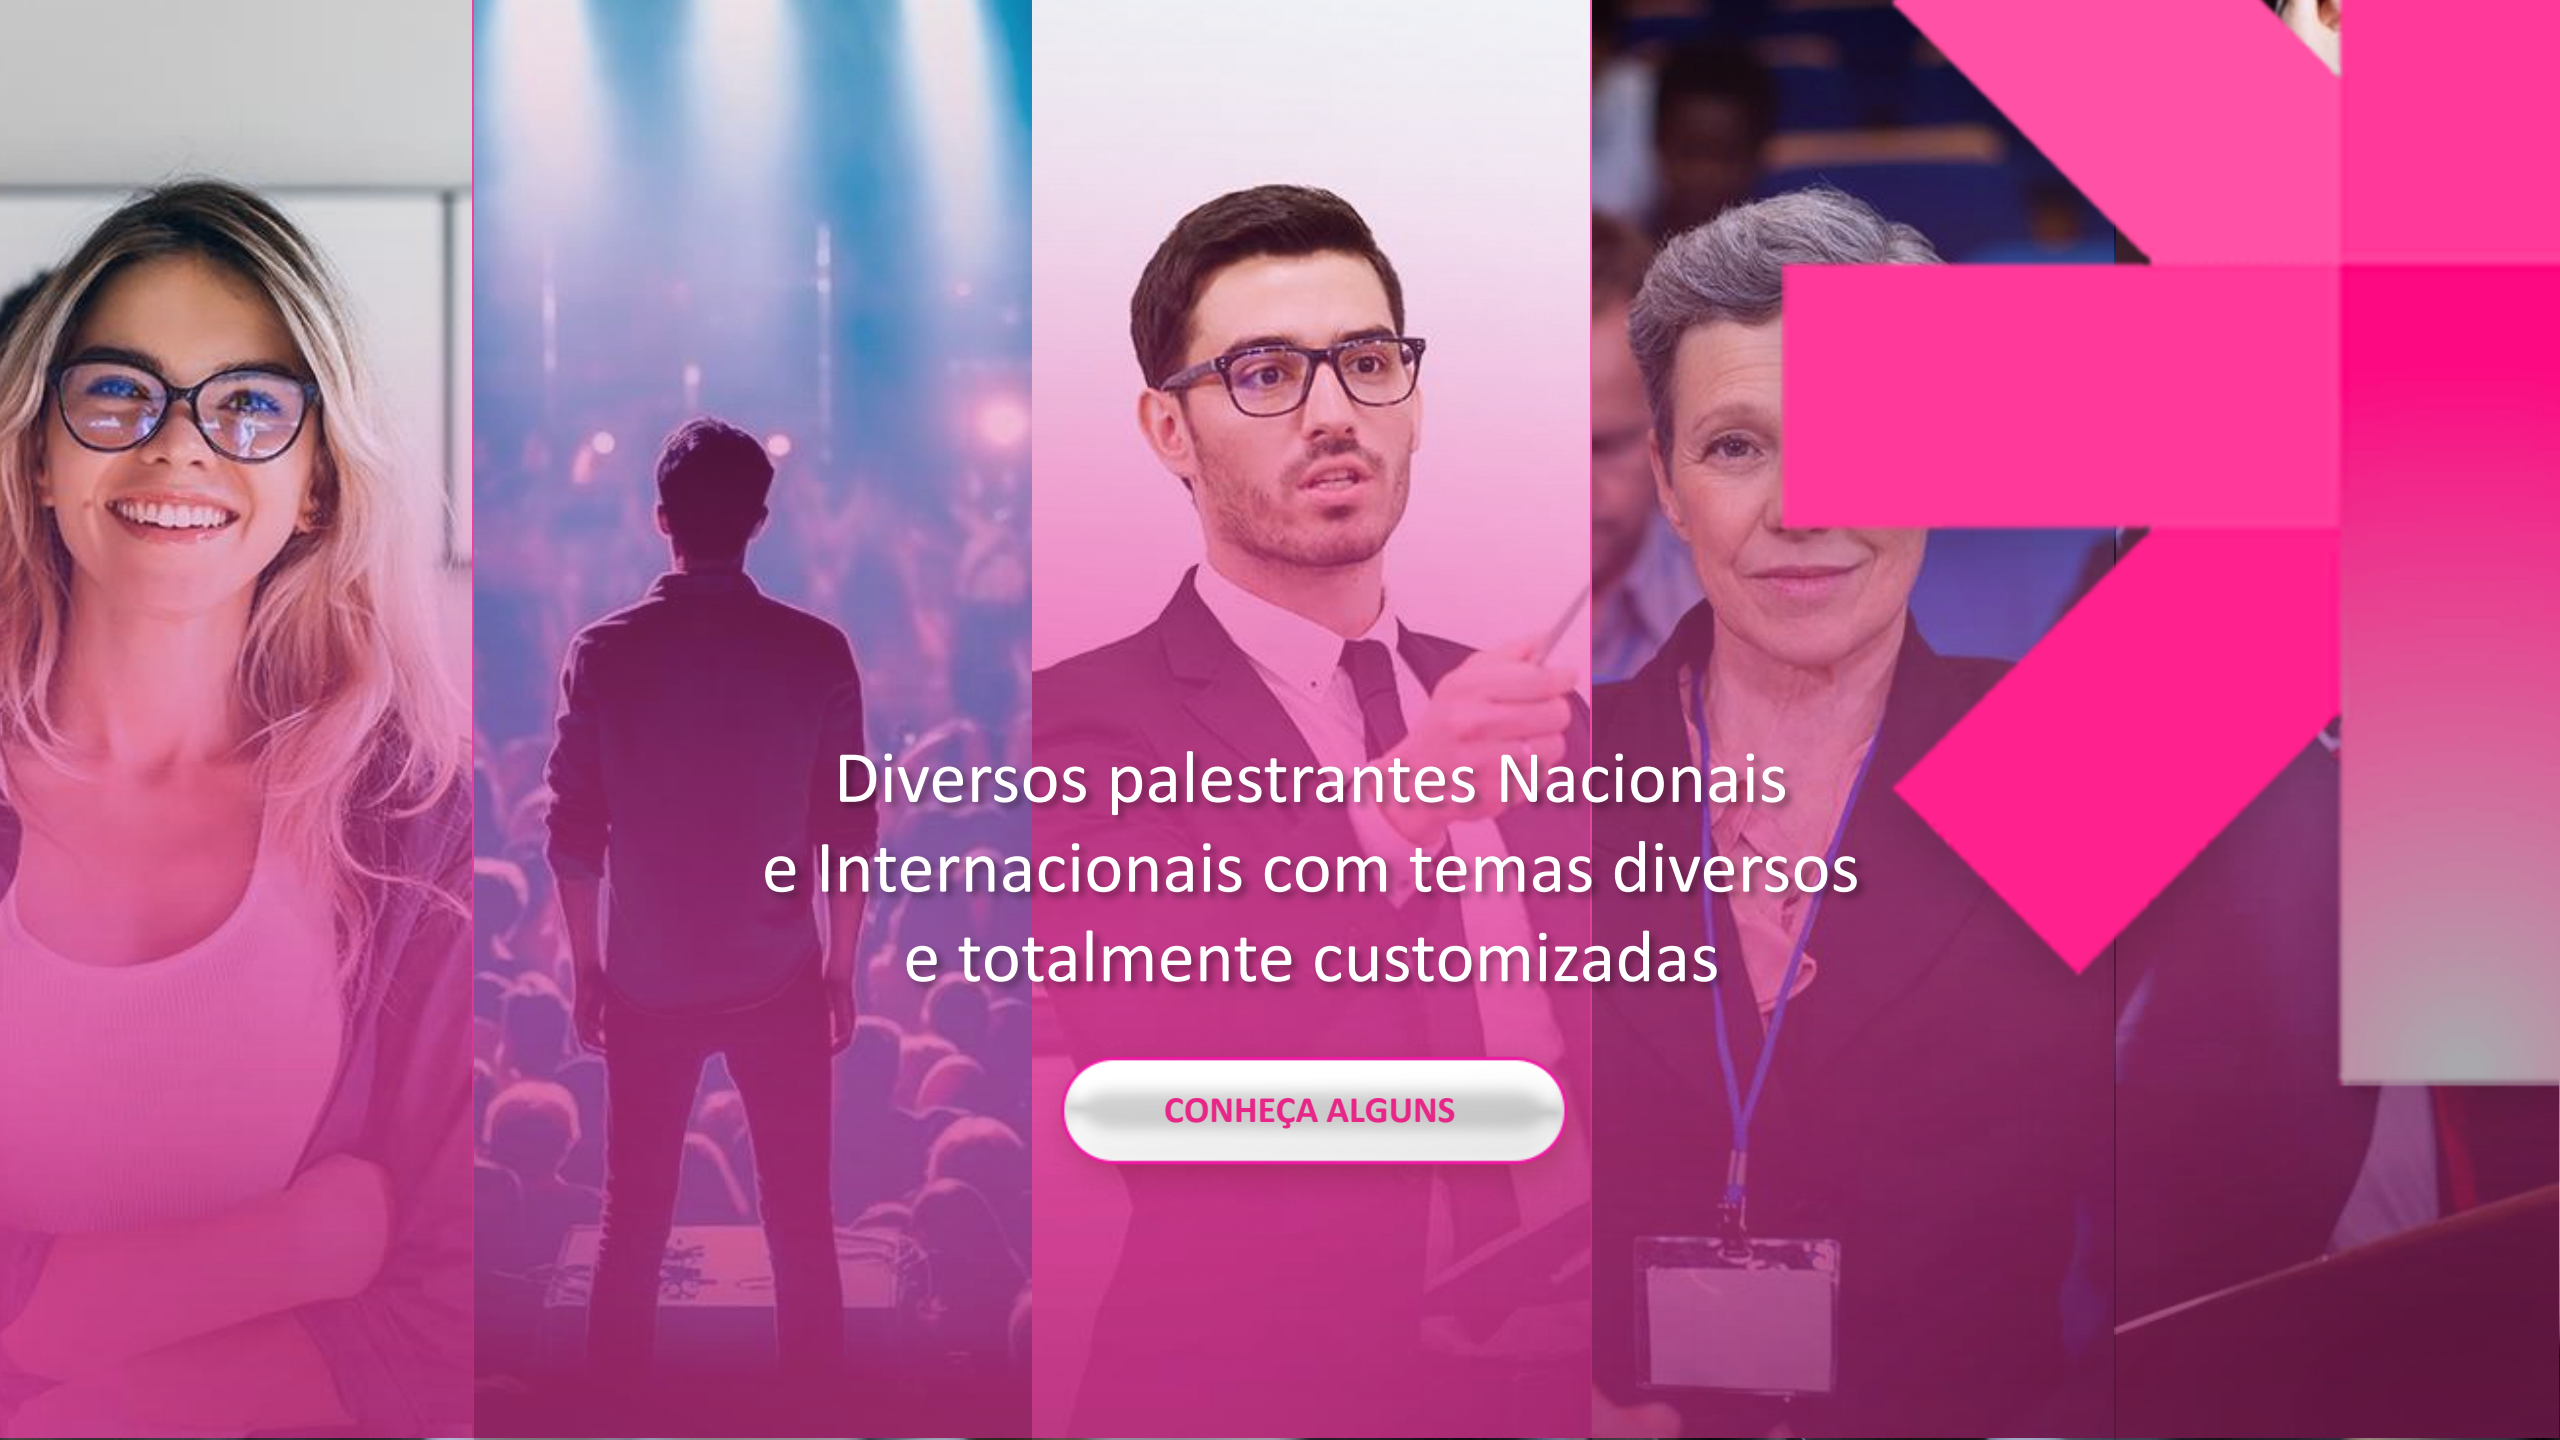 Diversos palestrantes Nacionais
e Internacionais com temas diversos
e totalmente customizadas
CONHEÇA ALGUNS